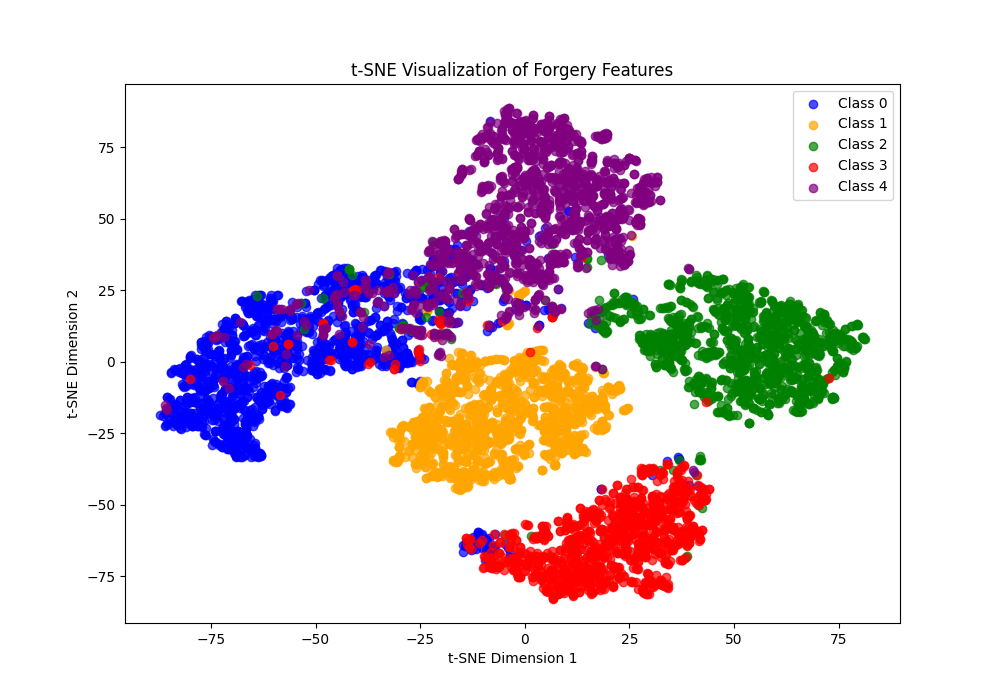 t-SNE Visualization of Forgery Features
Class 0
Class 1
Class 2
Class 3
Class 4
t-SNE Dimension 2
75
50
25
0
−25
−50
−75
−75
−50
−25
0
25
50
75
t-SNE Dimension 1